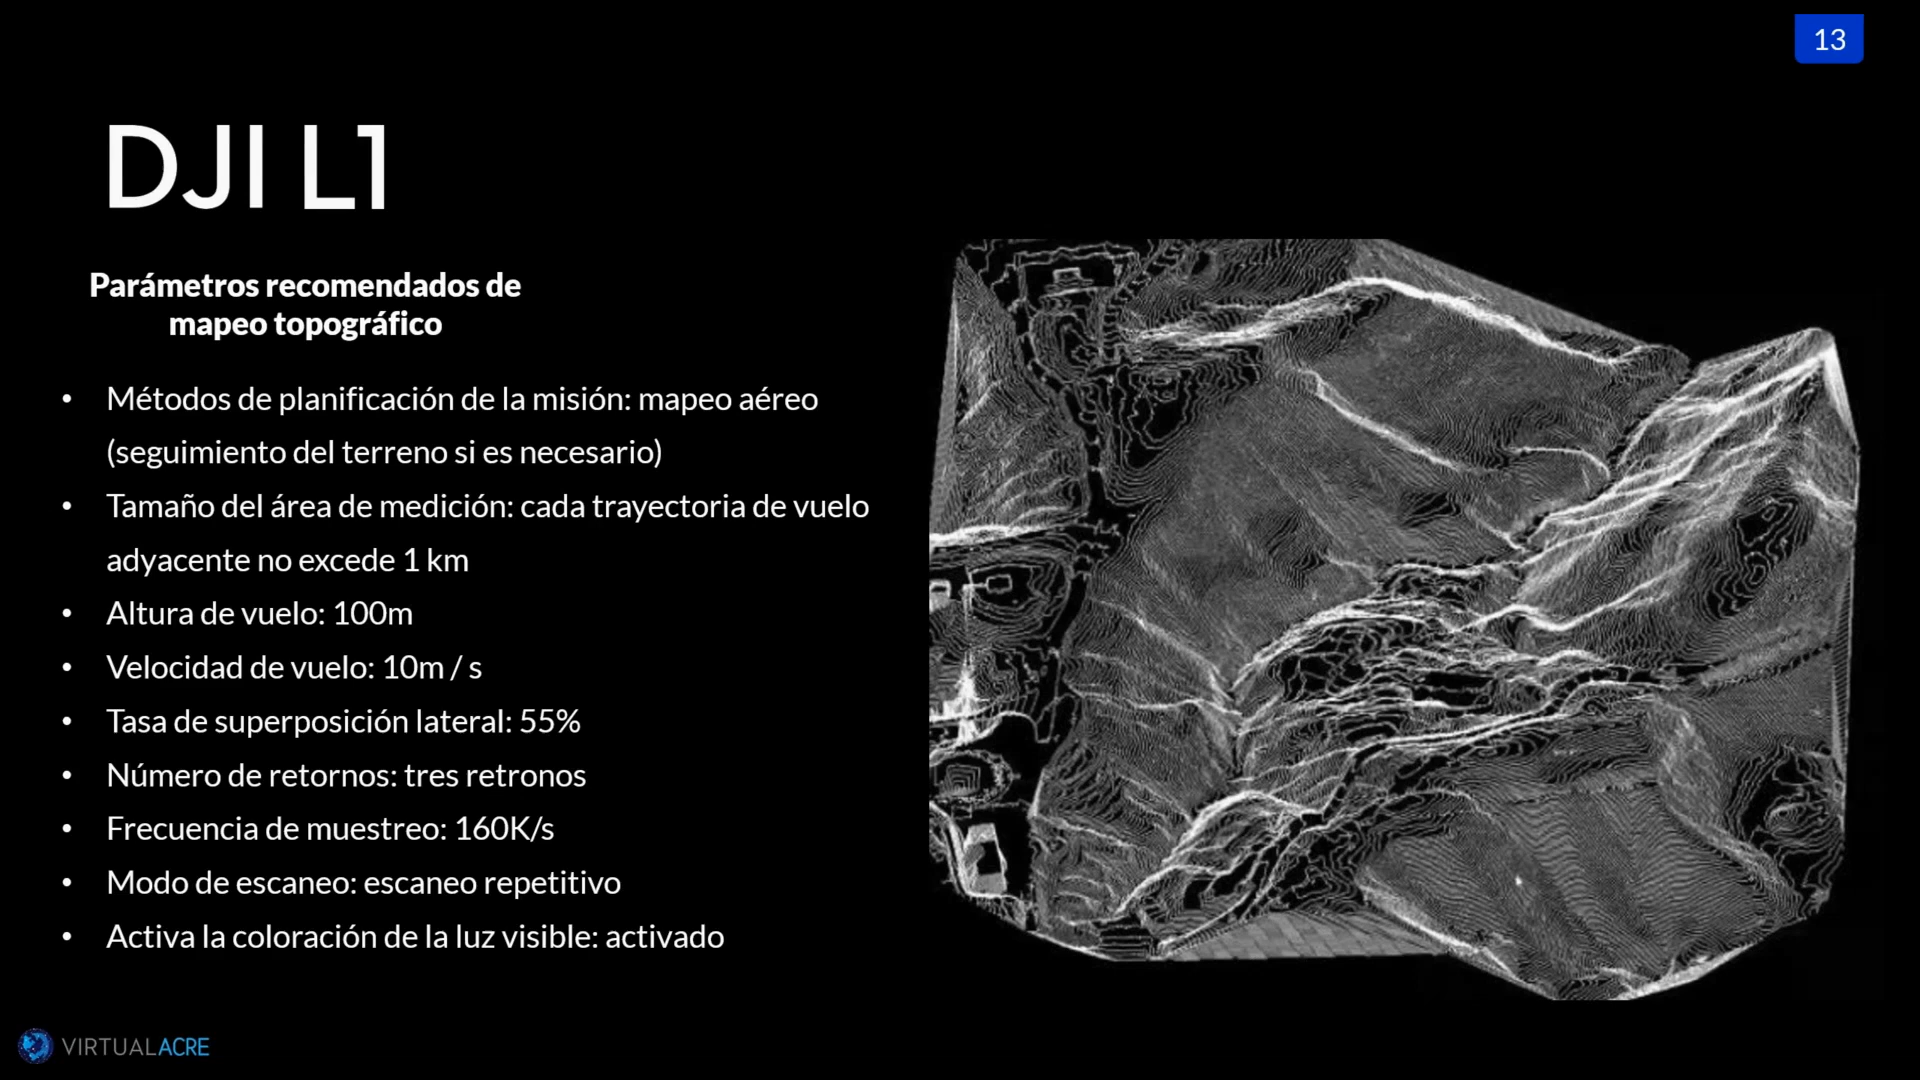 13
DJI L1
Parámetros recomendados de
mapeo topográfico
• Métodos de planificación de la misión: mapeo aéreo
(seguimiento del terreno si es necesario)
• Tamaño del área de medición: cada trayectoria de vuelo
adyacente no excede 1 km
• Altura de vuelo: 100m
• Velocidad de vuelo: 10m / s
• Tasa de superposición lateral: 55%
• Número de retornos: tres retronos
• Frecuencia de muestreo: 160K/s
• Modo de escaneo: escaneo repetitivo
• Activa la coloración de la luz visible: activado
VIRTUALACRE